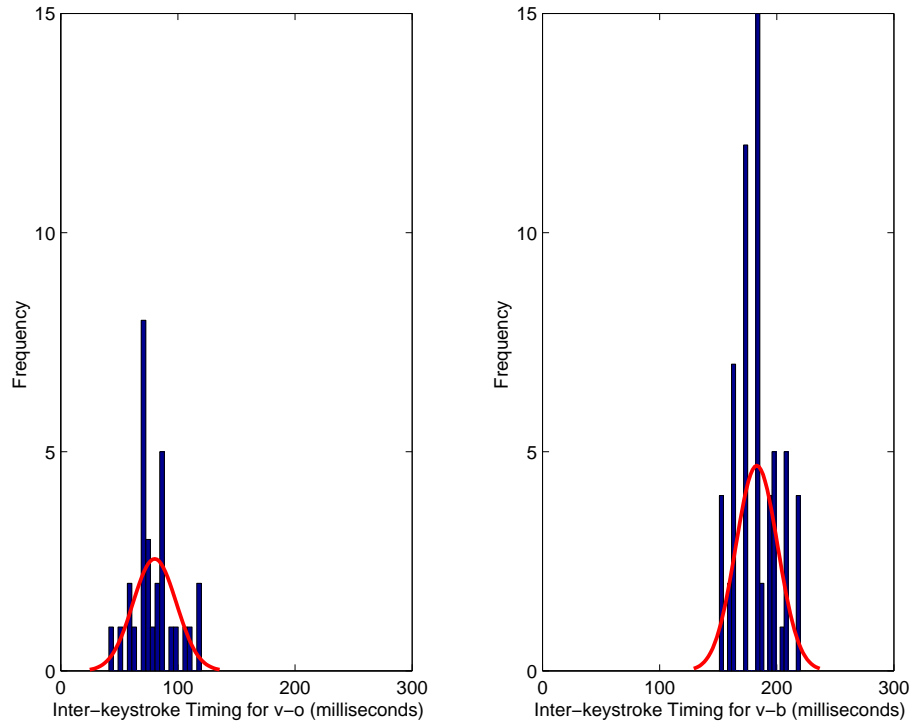 15
10
5
0
0 100 200 300
Frequency
Inter-keystroke Timing for v-o (milliseconds)
15
10
5
0
0 100 200 300
Frequency
Inter-keystroke Timing for v-b (milliseconds)